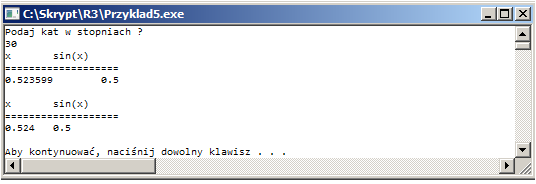 C:\Skrypt\R3\Przyklad5.exe
Podaj kat w stopniach ?
30
x       sin(x)
===================
0.523599        0.5
x       sin(x)
===================
0.524   0.5
Aby kontynuować, naciśnij dowolny klawisz . . .